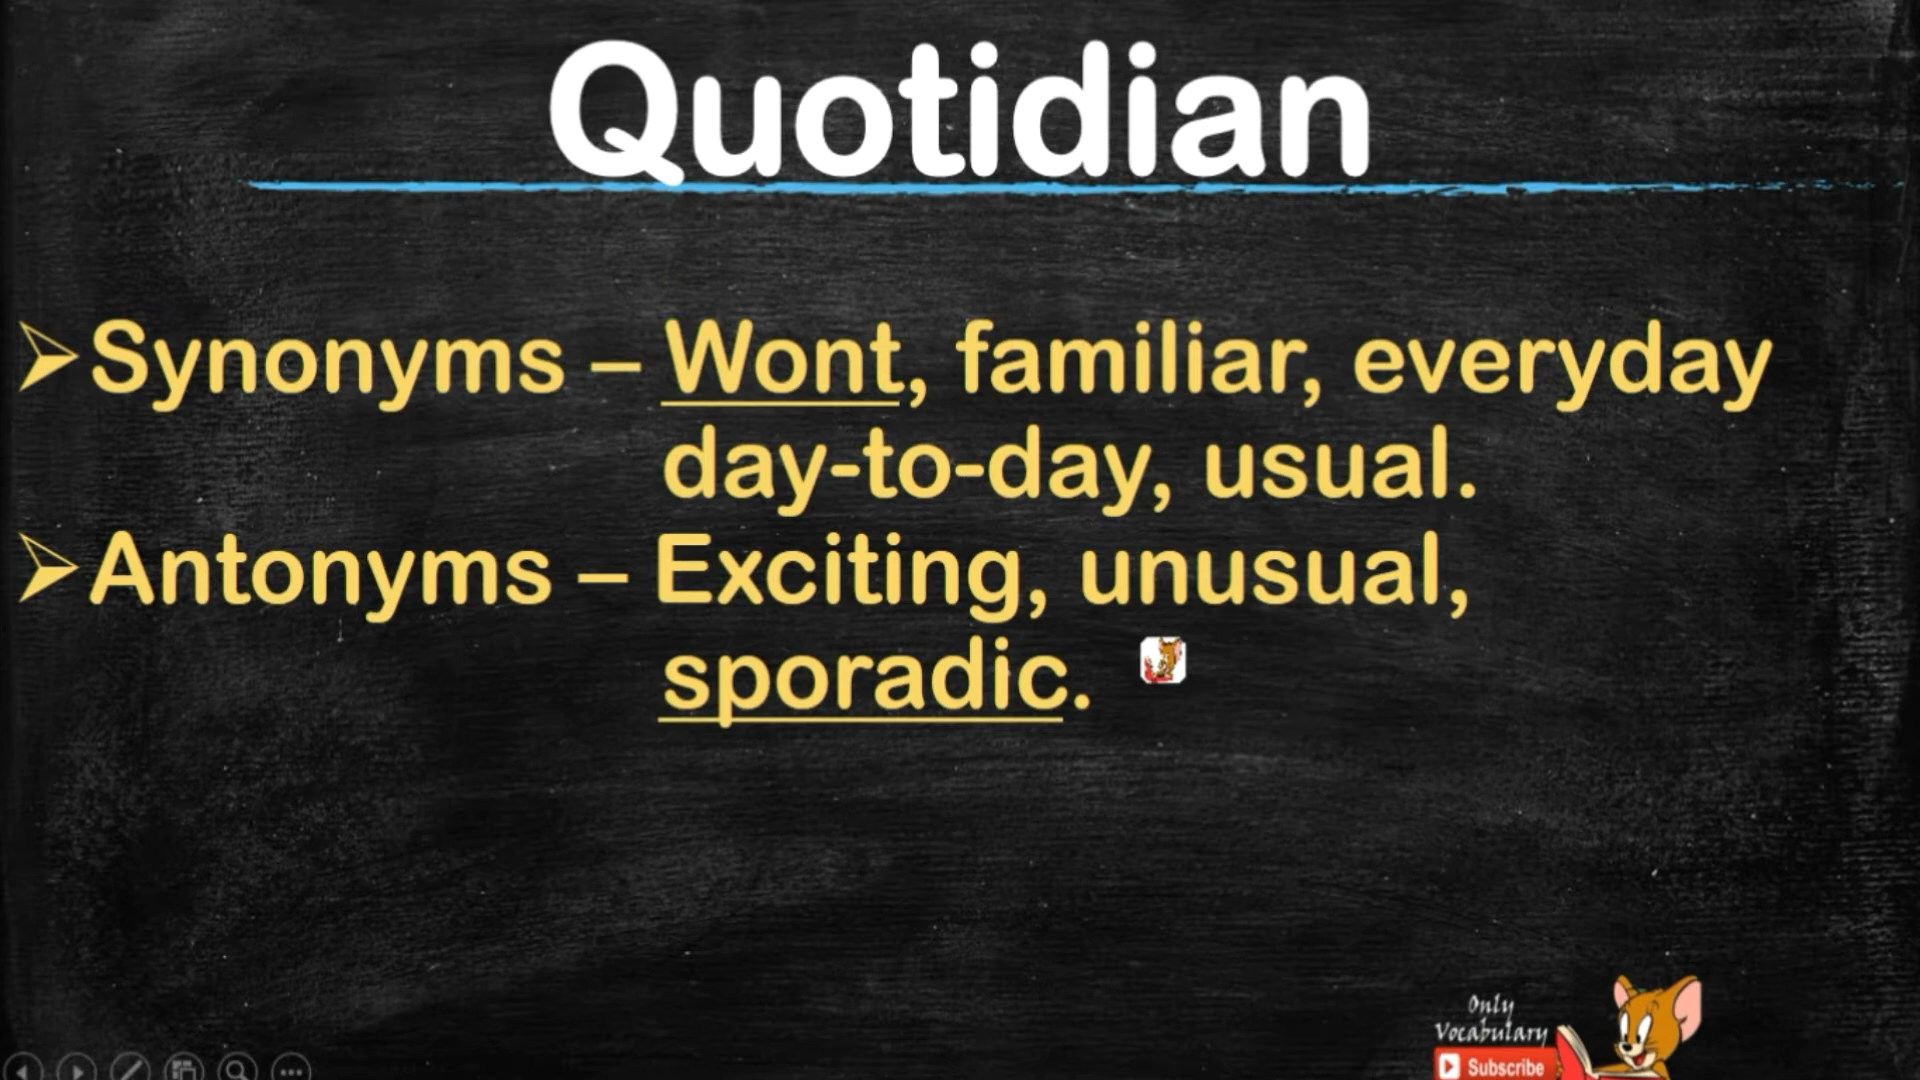 Quotidian
➢Synonyms – Wont, familiar, everyday
day-to-day, usual.
➢Antonyms – Exciting, unusual,
sporadic.
Only
Vocabulary
Subscribe